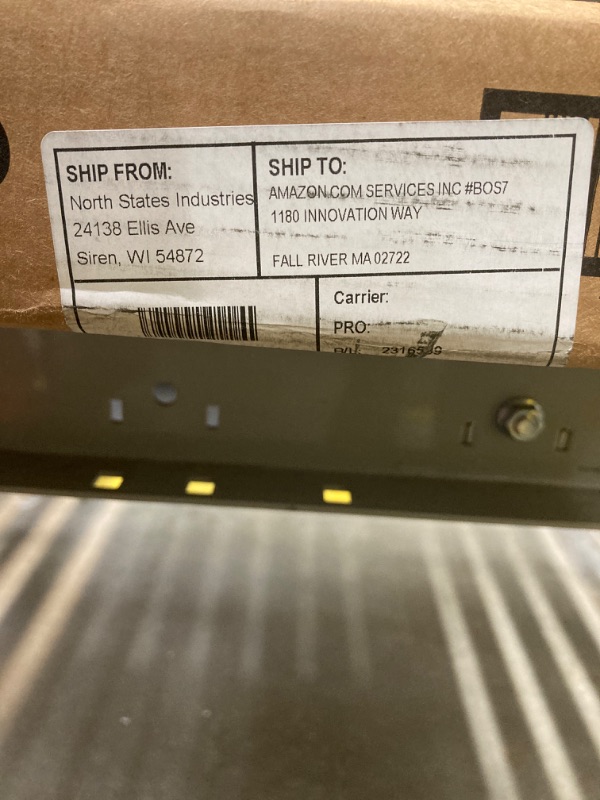 SHIP FROM:
North States Industries
24138 Ellis Ave
Siren, WI 54872
SHIP TO:
AMAZON.COM SERVICES INC #BOS7
1180 INNOVATION WAY
FALL RIVER MA 02722
Carrier:
PRO: